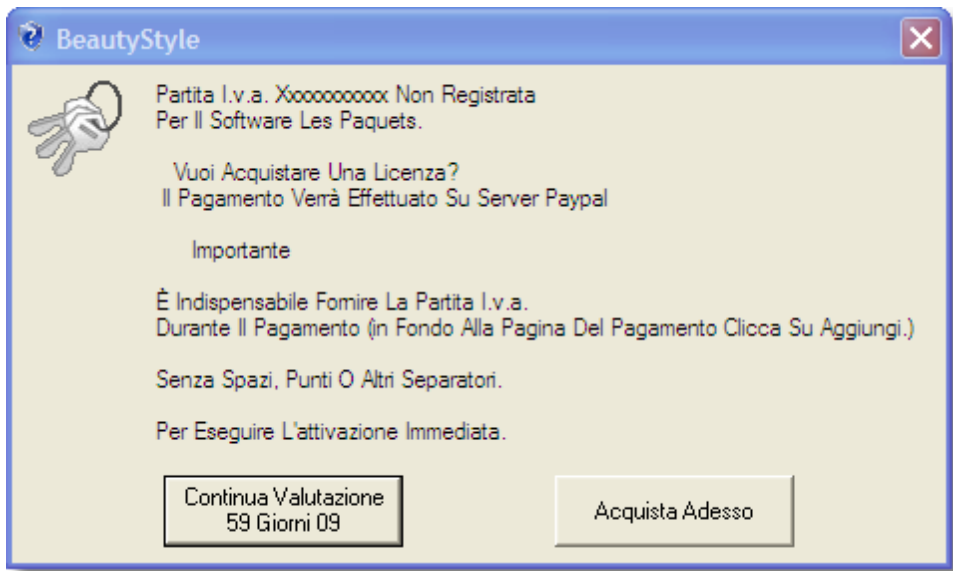 BeautyStyle
Partita I.v.a. Xxxxxxxxxxx Non Registrata
Per Il Software Les Paquets.
Vuoi Acquistare Una Licenza?
Il Pagamento Verrà Effettuato Su Server Paypal
Importante
È Indispensabile Fornire La Partita I.v.a.
Durante Il Pagamento (in Fondo Alla Pagina Del Pagamento Clicca Su Aggiungi.)
Senza Spazi, Punti O Altri Separatori.
Per Eseguire L'attivazione Immediata.
Continua Valutazione
59 Giorni 09
Acquista Adesso